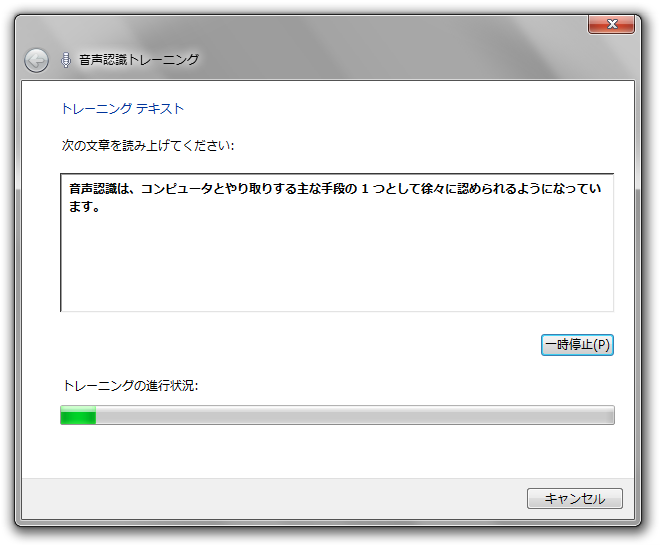 音声認識トレーニング
トレーニング テキスト
次の文章を読み上げてください:
音声認識は、コンピュータとやり取りする主な手段の 1 つとして徐々に認められるようになってい
ます。
一時停止(P)
トレーニングの進行状況:
キャンセル